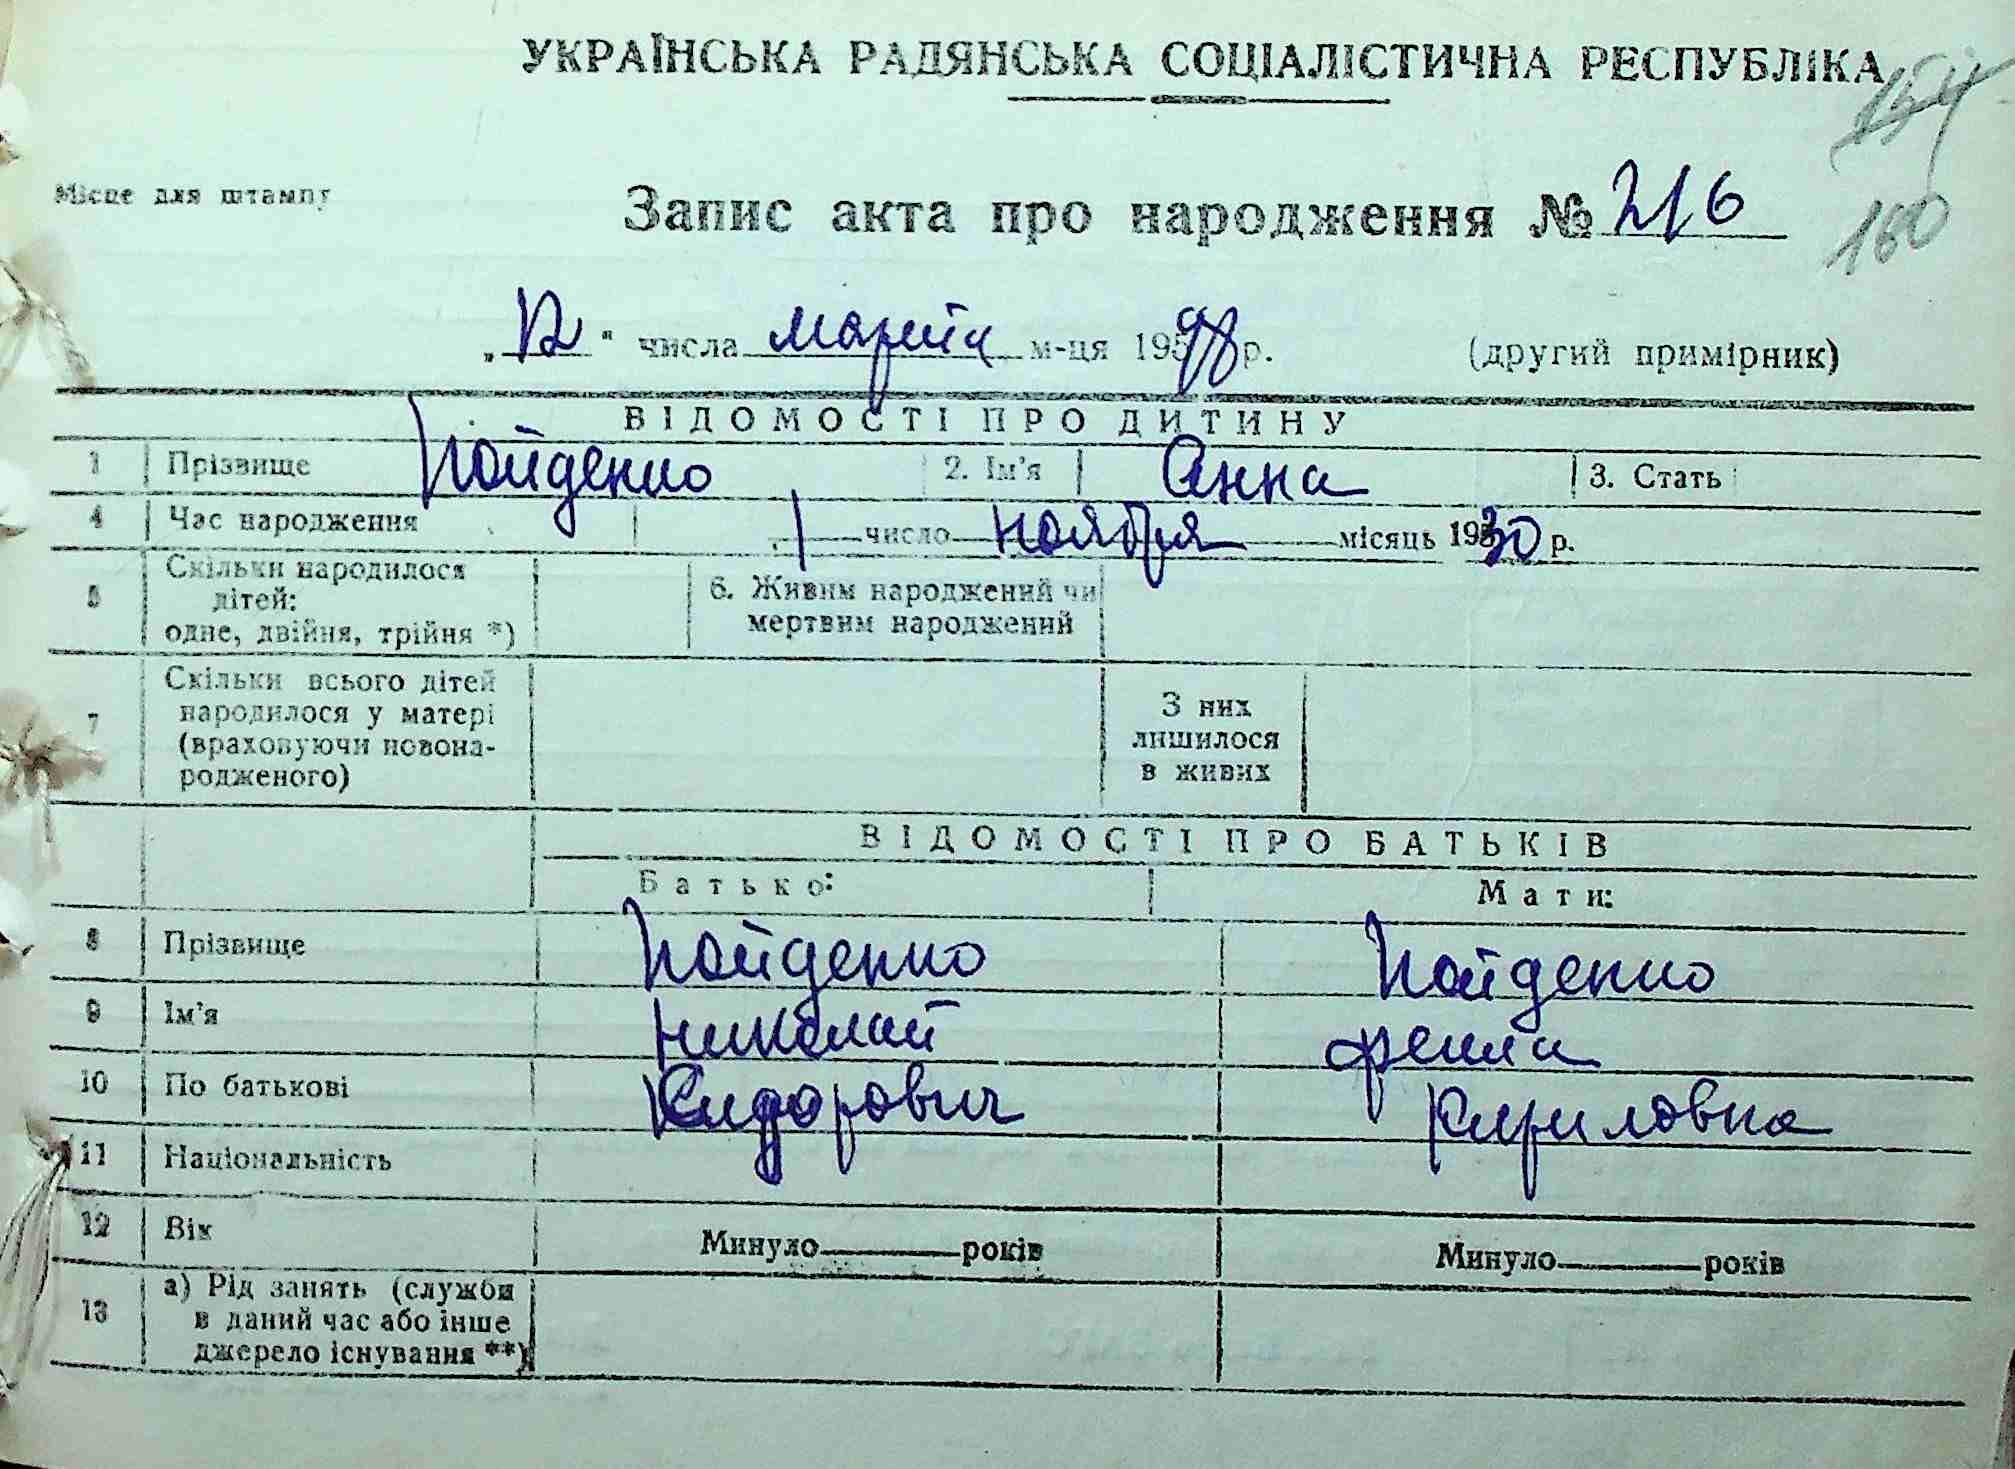 УКРАЇНСЬКА РАДЯНСЬКА СОЦІАЛІСТИЧНА РЕСПУБЛІКА
154
Місце для штампу
Запис акта про народження № 216
160
„12“ числа марта м-ця 1948 р. (другий примірник)
ВІДОМОСТІ ПРО ДИТИНУ
1 Прізвище Найденко 2. Ім'я Анна 3. Стать
4 Час народження 1 число ноября місяць 1930 р.
5 Скільки народилося дітей: одне, двійня, трійня *) 6. Живим народжений чи мертвим народжений
7 Скільки всього дітей народилося у матері (враховуючи новонародженого) З них лишилося в живих
ВІДОМОСТІ ПРО БАТЬКІВ
Батько: Мати:
8 Прізвище Найденко Найденко
9 Ім'я Николай Фекла
10 По батькові Сидорович Кириловна
11 Національність
12 Вік Минуло року років Минуло років
13 а) Рід занять (служби в даний час або інше джерело існування **)